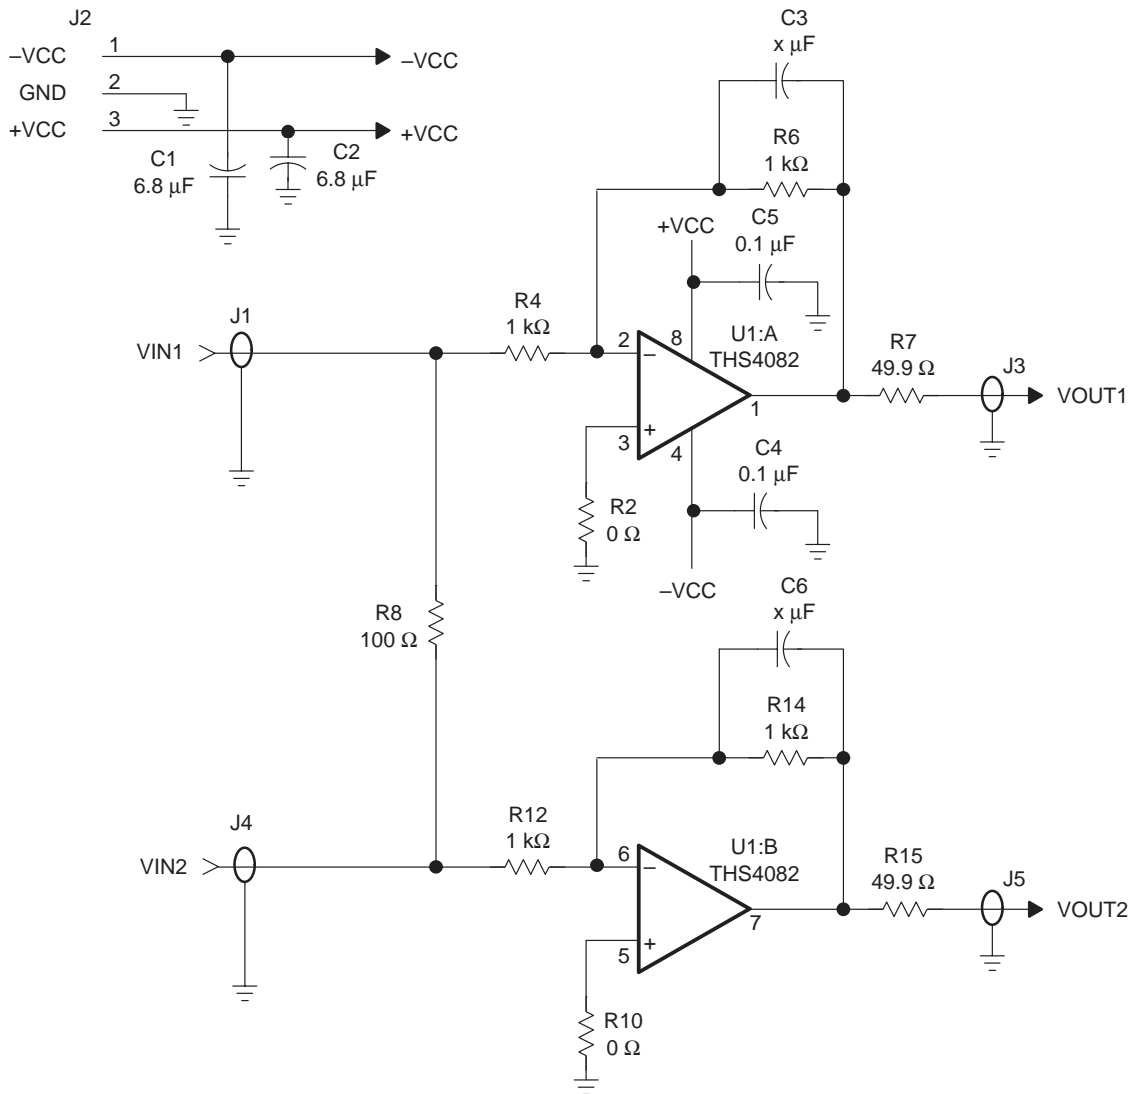 J2
–VCC
1
–VCC
GND
2
+VCC
3
+VCC
C1
6.8 µF
C2
6.8 µF
C3
x µF
R6
1 kΩ
C5
0.1 µF
+VCC
VIN1
J1
R4
1 kΩ
2
–
8
U1:A
THS4082
1
3
+
4
R7
49.9 Ω
J3
VOUT1
C4
0.1 µF
R2
0 Ω
–VCC
R8
100 Ω
C6
x µF
R14
1 kΩ
VIN2
J4
R12
1 kΩ
6
–
U1:B
THS4082
7
5
+
R15
49.9 Ω
J5
VOUT2
R10
0 Ω